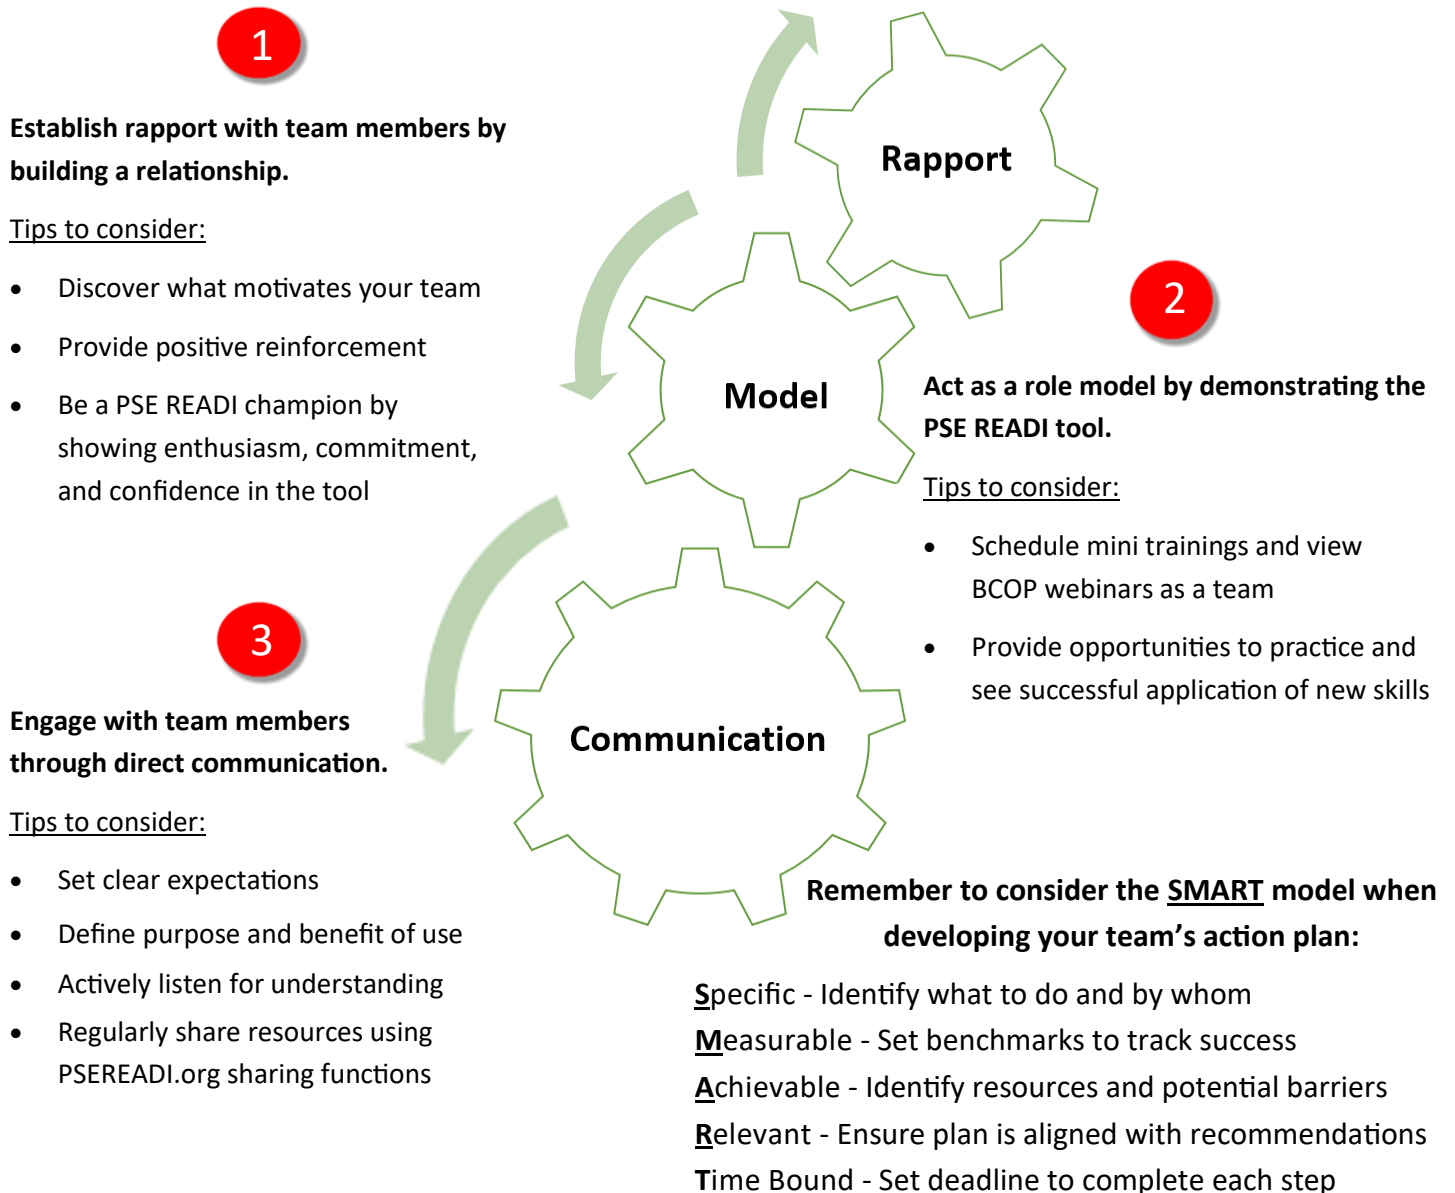 1
Establish rapport with team members by
building a relationship.
Tips to consider:
• Discover what motivates your team
• Provide positive reinforcement
• Be a PSE READI champion by
showing enthusiasm, commitment,
and confidence in the tool
Rapport
Model
Communication
2
Act as a role model by demonstrating the
PSE READI tool.
Tips to consider:
• Schedule mini trainings and view
BCOP webinars as a team
• Provide opportunities to practice and
see successful application of new skills
3
Engage with team members
through direct communication.
Tips to consider:
• Set clear expectations
• Define purpose and benefit of use
• Actively listen for understanding
• Regularly share resources using
PSEREADI.org sharing functions
Remember to consider the SMART model when
developing your team’s action plan:
Specific - Identify what to do and by whom
Measurable - Set benchmarks to track success
Achievable - Identify resources and potential barriers
Relevant - Ensure plan is aligned with recommendations
Time Bound - Set deadline to complete each step